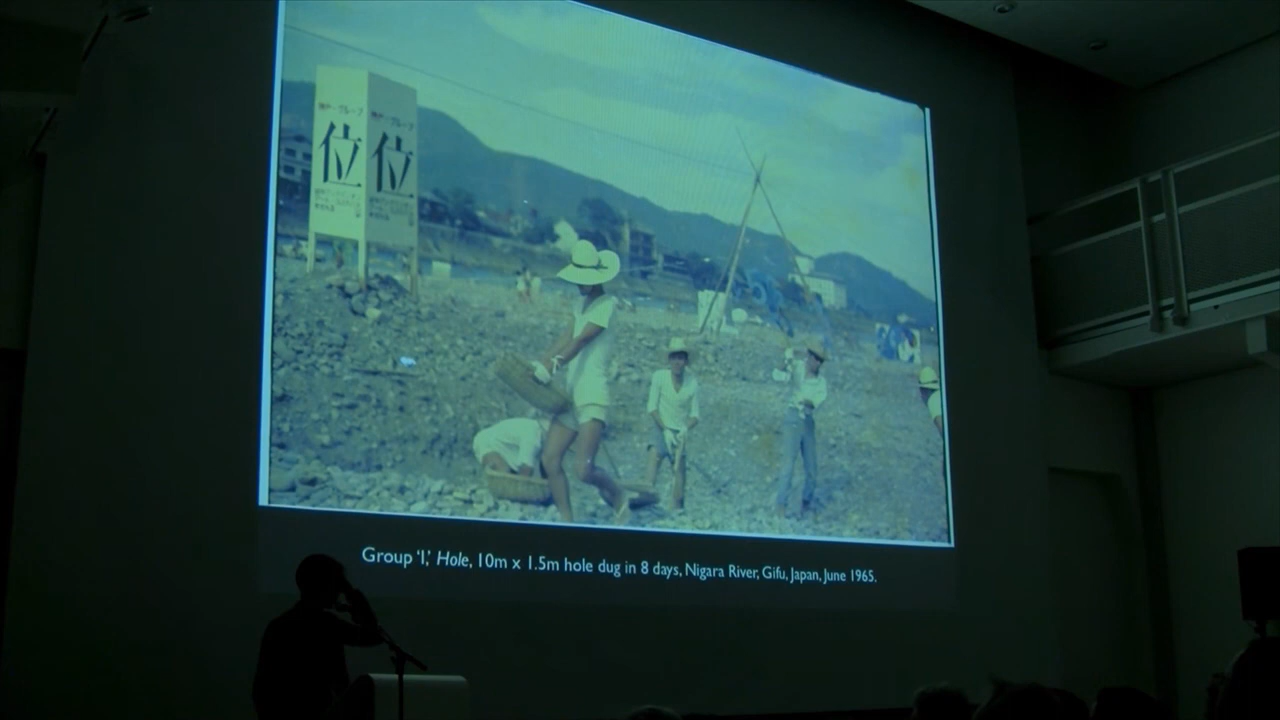 位 位
Group ‘I,’ Hole, 10m x 1.5m hole dug in 8 days, Nigara River, Gifu, Japan, June 1965.